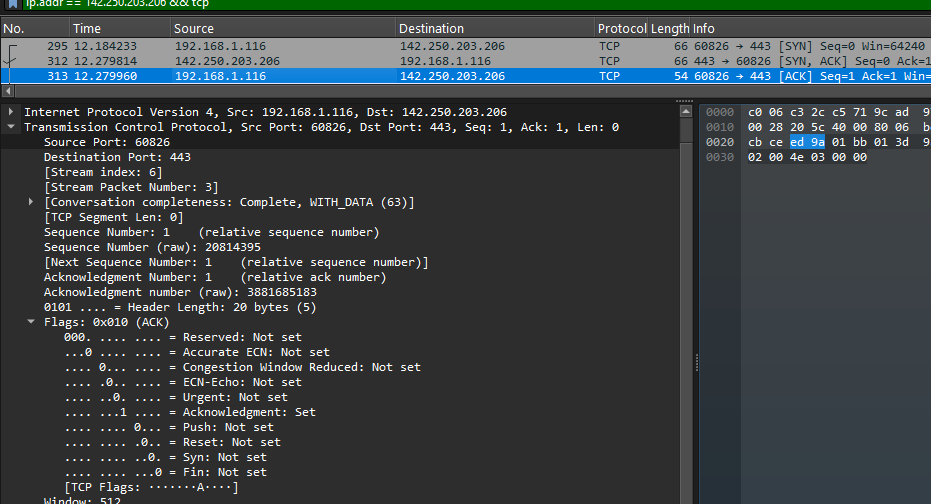 ip.addr == 142.250.203.206 && tcp
No. Time Source Destination Protocol Length Info
295 12.184233 192.168.1.116 142.250.203.206 TCP 66 60826 → 443 [SYN] Seq=0 Win=64240
312 12.279814 142.250.203.206 192.168.1.116 TCP 66 443 → 60826 [SYN, ACK] Seq=0 Ack=1
313 12.279960 192.168.1.116 142.250.203.206 TCP 54 60826 → 443 [ACK] Seq=1 Ack=1 Win=
Internet Protocol Version 4, Src: 192.168.1.116, Dst: 142.250.203.206
Transmission Control Protocol, Src Port: 60826, Dst Port: 443, Seq: 1, Ack: 1, Len: 0
Source Port: 60826
Destination Port: 443
[Stream index: 6]
[Stream Packet Number: 3]
[Conversation completeness: Complete, WITH_DATA (63)]
[TCP Segment Len: 0]
Sequence Number: 1    (relative sequence number)
Sequence Number (raw): 20814395
[Next Sequence Number: 1    (relative sequence number)]
Acknowledgment Number: 1    (relative ack number)
Acknowledgment number (raw): 3881685183
0101 .... = Header Length: 20 bytes (5)
Flags: 0x010 (ACK)
000. .... .... = Reserved: Not set
...0 .... .... = Accurate ECN: Not set
.... 0... .... = Congestion Window Reduced: Not set
.... .0.. .... = ECN-Echo: Not set
.... ..0. .... = Urgent: Not set
.... ...1 .... = Acknowledgment: Set
.... .... 0... = Push: Not set
.... .... .0.. = Reset: Not set
.... .... ..0. = Syn: Not set
.... .... ...0 = Fin: Not set
[TCP Flags: ·······A····]
Window: 512
0000 c0 06 c3 2c c5 71 9c ad 9
0010 00 28 20 5c 40 00 80 06 b
0020 cb ce ed 9a 01 bb 01 3d 9
0030 02 00 4e 03 00 00